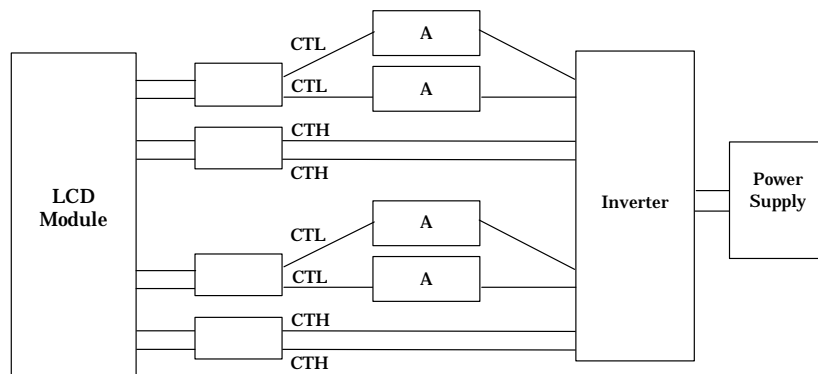 CTL
A
CTL
A
CTH
CTH
LCD
Module
Inverter
Power
Supply
CTL
A
CTL
A
CTH
CTH